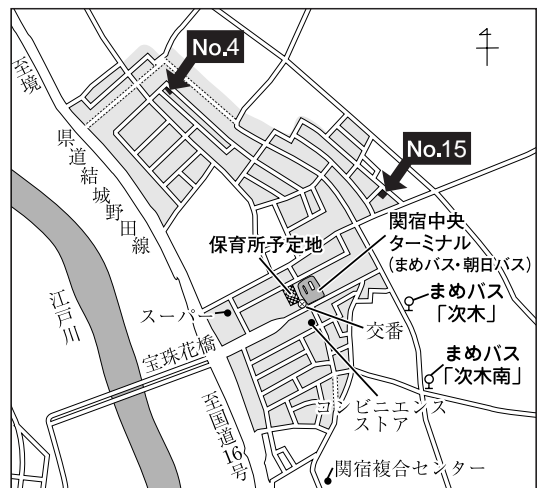 No.4
至境
No.15
県道結城野田線
関宿中央
ターミナル
(まめバス・朝日バス)
保育所予定地
江戸川
スーパー
まめバス
「次木」
交番
宝珠花橋
まめバス
「次木南」
コンビニエンス
ストア
至国道16号
関宿複合センター